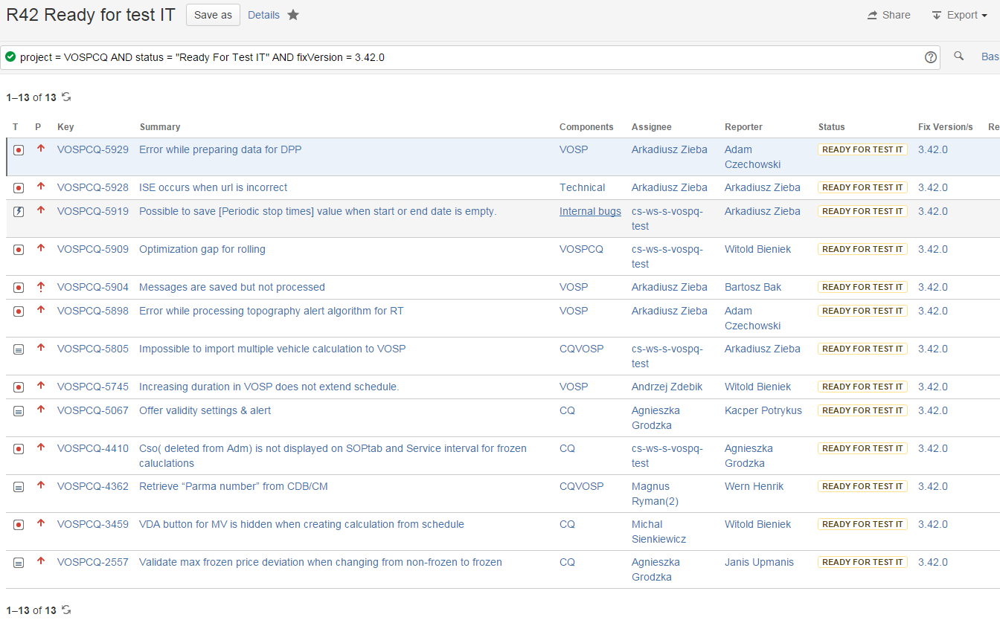 R42 Ready for test IT Save as Details Share Export
project = VOSPCQ AND status = "Ready For Test IT" AND fixVersion = 3.42.0 ? Bas
1–13 of 13
T P Key Summary Components Assignee Reporter Status Fix Version/s Re
VOSPCQ-5929 Error while preparing data for DPP VOSP Arkadiusz Zieba Adam READY FOR TEST IT 3.42.0
Czechowski
VOSPCQ-5928 ISE occurs when url is incorrect Technical Arkadiusz Zieba Arkadiusz Zieba READY FOR TEST IT 3.42.0
VOSPCQ-5919 Possible to save [Periodic stop times] value when start or end date is empty. Internal bugs cs-ws-s-vospq- Arkadiusz Zieba READY FOR TEST IT 3.42.0
test
VOSPCQ-5909 Optimization gap for rolling VOSPCQ cs-ws-s-vospq- Witold Bieniek READY FOR TEST IT 3.42.0
test
VOSPCQ-5904 Messages are saved but not processed VOSP Arkadiusz Zieba Bartosz Bak READY FOR TEST IT 3.42.0
VOSPCQ-5898 Error while processing topography alert algorithm for RT VOSP Arkadiusz Zieba Adam READY FOR TEST IT 3.42.0
Czechowski
VOSPCQ-5805 Impossible to import multiple vehicle calculation to VOSP CQVOSP cs-ws-s-vospq- Arkadiusz Zieba READY FOR TEST IT 3.42.0
test
VOSPCQ-5745 Increasing duration in VOSP does not extend schedule. VOSP Andrzej Zdebik Witold Bieniek READY FOR TEST IT 3.42.0
VOSPCQ-5067 Offer validity settings & alert CQ Agnieszka Kacper Potrykus READY FOR TEST IT 3.42.0
Grodzka
VOSPCQ-4410 Cso( deleted from Adm) is not displayed on SOPtab and Service interval for frozen CQ cs-ws-s-vospq- Agnieszka READY FOR TEST IT 3.42.0
caluclations test Grodzka
VOSPCQ-4362 Retrieve “Parma number” from CDB/CM CQVOSP Magnus Wern Henrik READY FOR TEST IT 3.42.0
Ryman(2)
VOSPCQ-3459 VDA button for MV is hidden when creating calculation from schedule CQ Michal Witold Bieniek READY FOR TEST IT 3.42.0
Sienkiewicz
VOSPCQ-2557 Validate max frozen price deviation when changing from non-frozen to frozen CQ Agnieszka Janis Upmanis READY FOR TEST IT 3.42.0
Grodzka
1–13 of 13